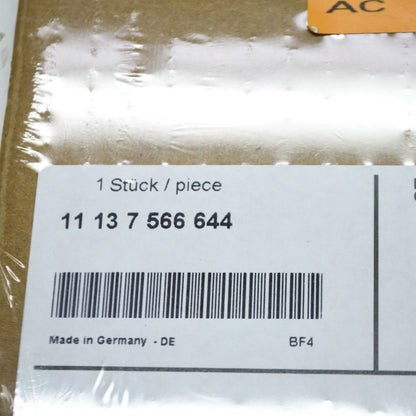 AC
1 Stück / piece
11 13 7 566 644
Made in Germany - DE
BF4